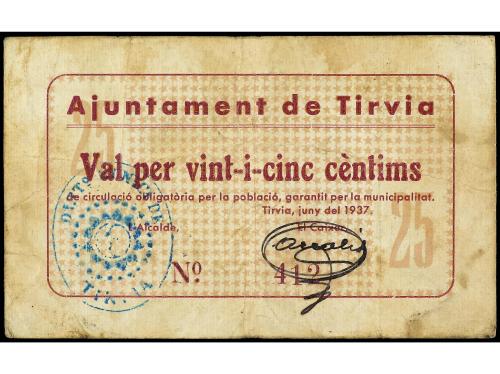 Ajuntament de Tirvia
25
Val per vint-i-cinc cèntims
De circulació obligatòria per la població, garantit per la municipalitat.
Tirvia, juny del 1937.
L'Alcalde, El Caixer,
25
Nº 412
TIRVIA